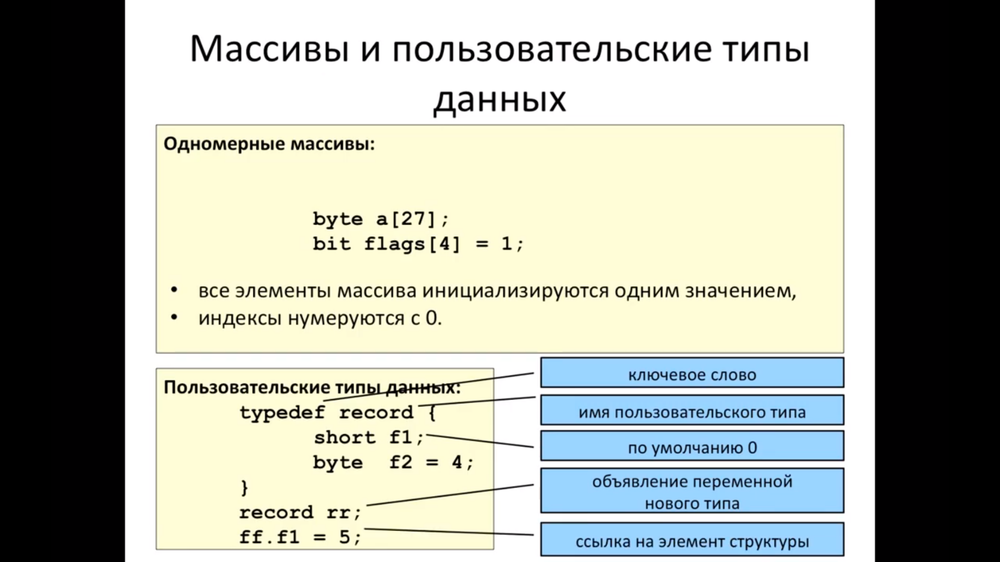 Массивы и пользовательские типы
данных
Одномерные массивы:
byte a[27];
bit flags[4] = 1;
• все элементы массива инициализируются одним значением,
• индексы нумеруются с 0.
Пользовательские типы данных:
typedef record {
short f1;
byte f2 = 4;
}
record rr;
ff.f1 = 5;
ключевое слово
имя пользовательского типа
по умолчанию 0
объявление переменной
нового типа
ссылка на элемент структуры